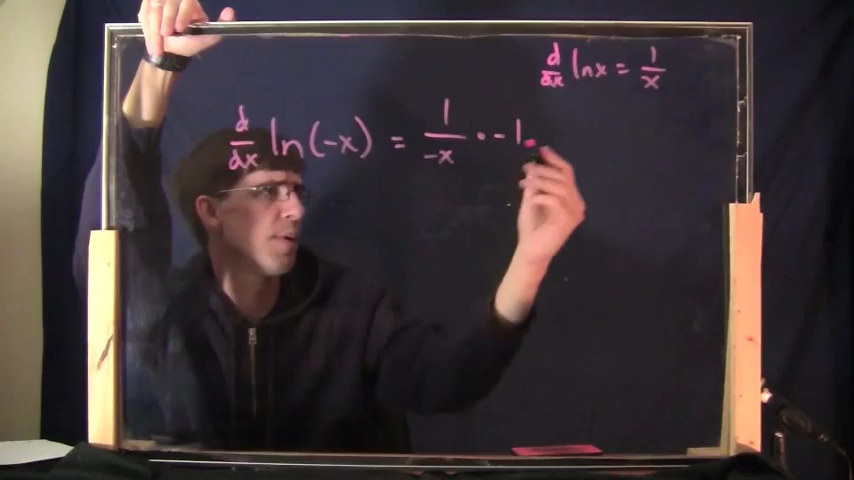 d/dx ln x = 1/x
d/dx ln(-x) = 1/-x · -1